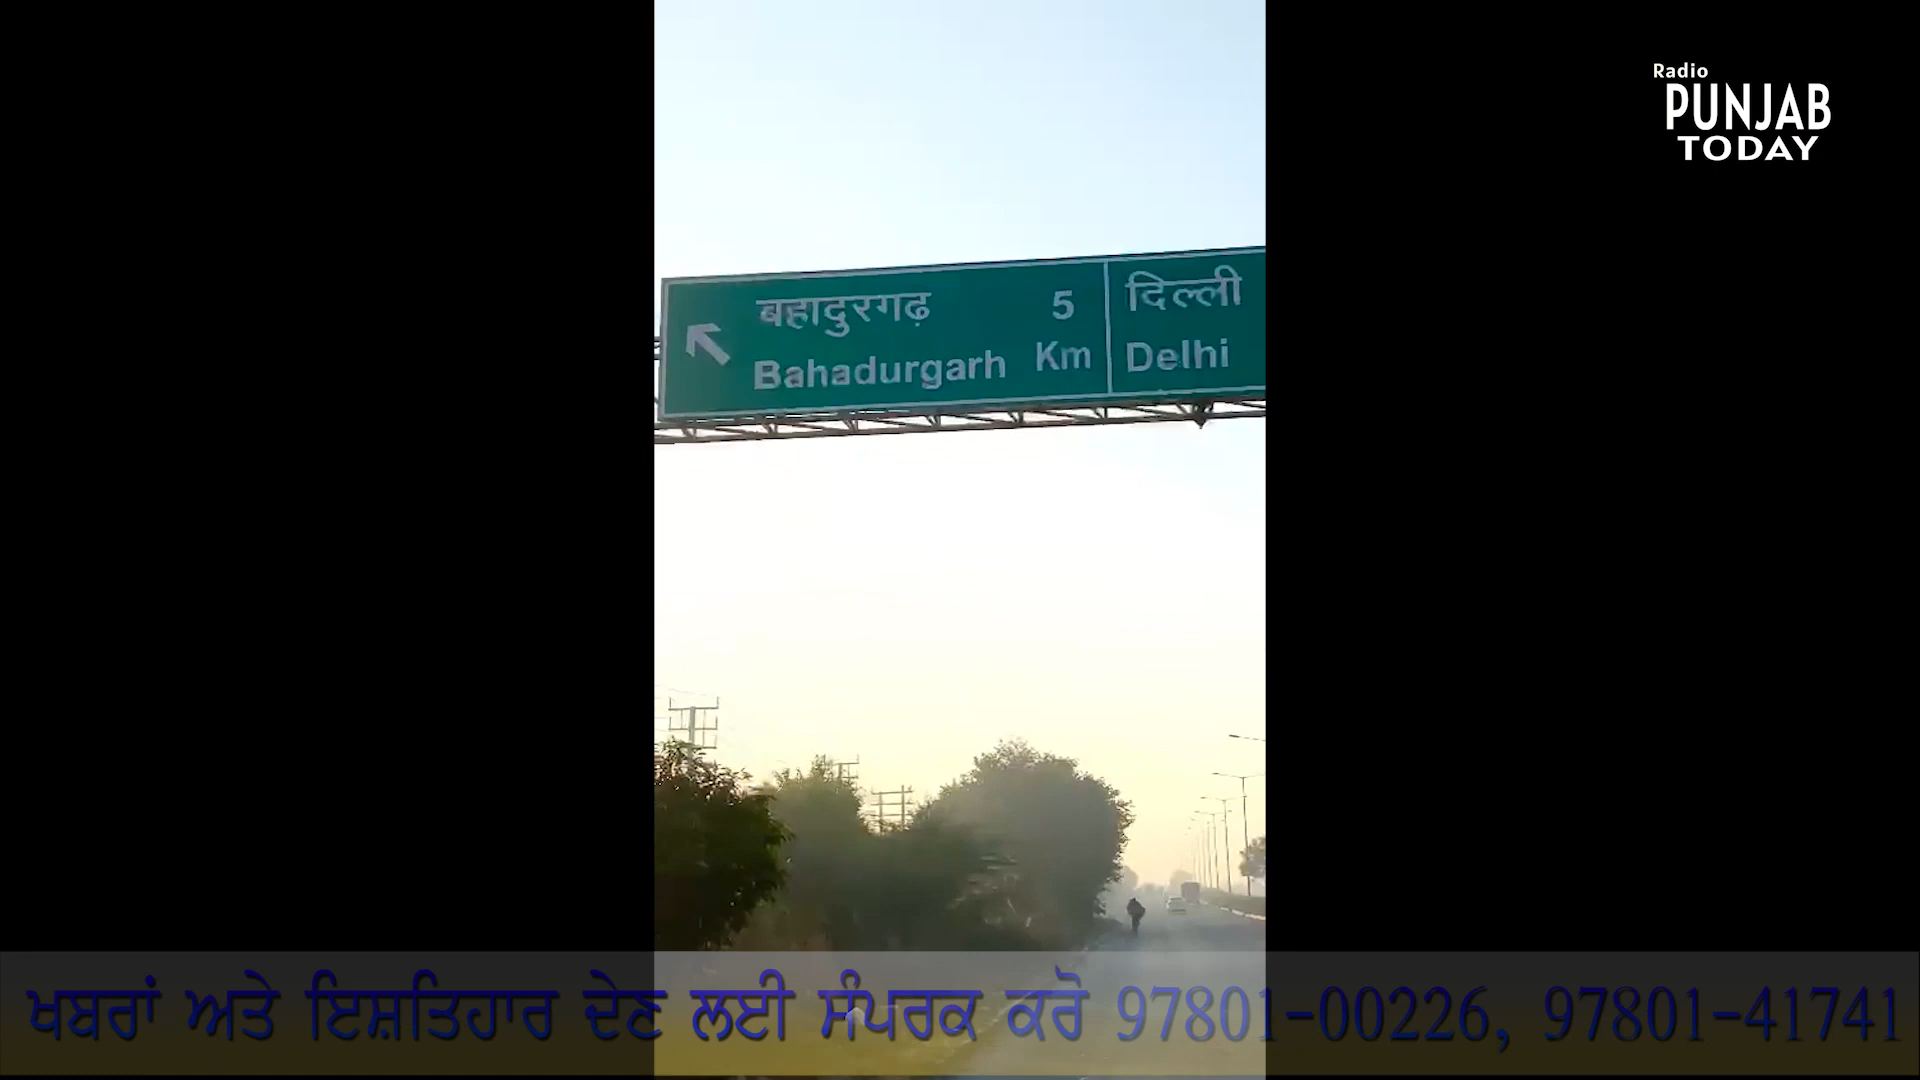 Radio
PUNJAB
TODAY
बहादुरगढ़ 5
Bahadurgarh Km
दिल्ली
Delhi
ਖਬਰਾਂ ਅਤੇ ਇਸ਼ਤਿਹਾਰ ਦੇਣ ਲਈ ਸੰਪਰਕ ਕਰੋ 97801-00226, 97801-41741